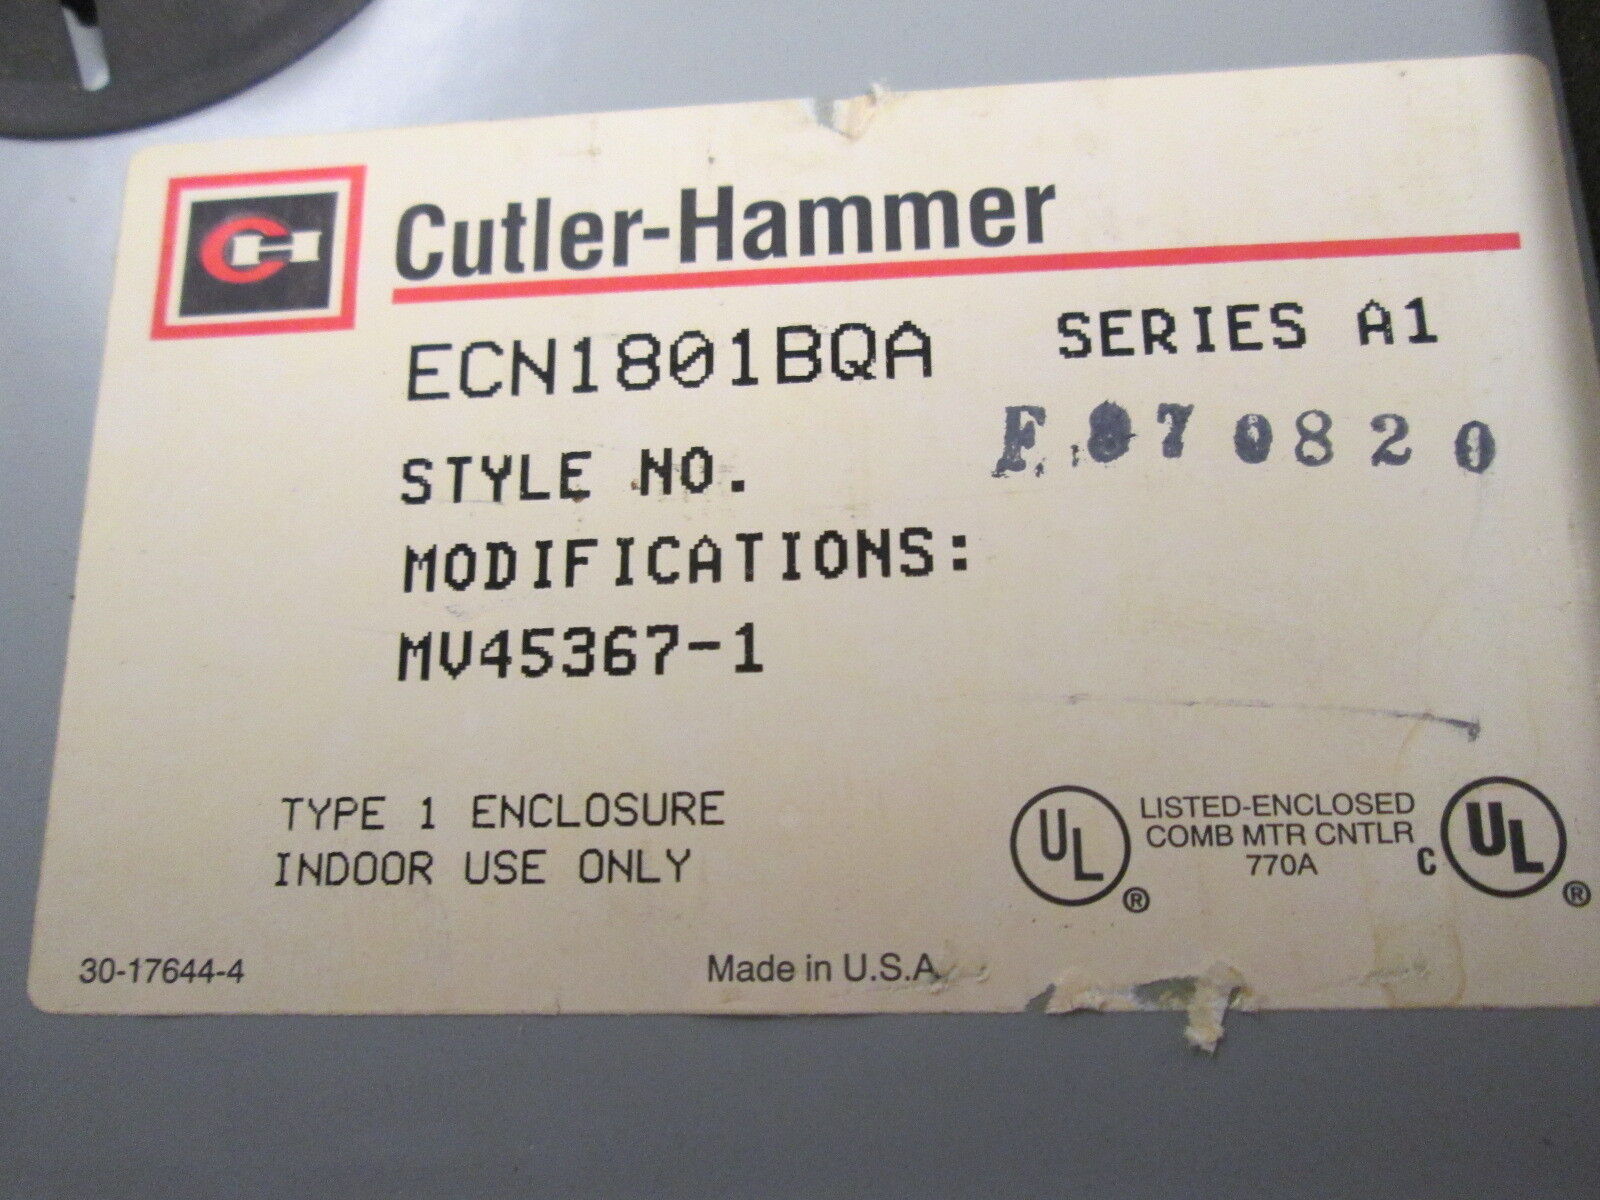 CH Cutler-Hammer
ECN1801BQA SERIES A1
STYLE NO. F.870820
MODIFICATIONS:
MV45367-1
TYPE 1 ENCLOSURE
INDOOR USE ONLY
UL® LISTED-ENCLOSED
COMB MTR CNTLR
770A
C UL®
30-17644-4
Made in U.S.A.